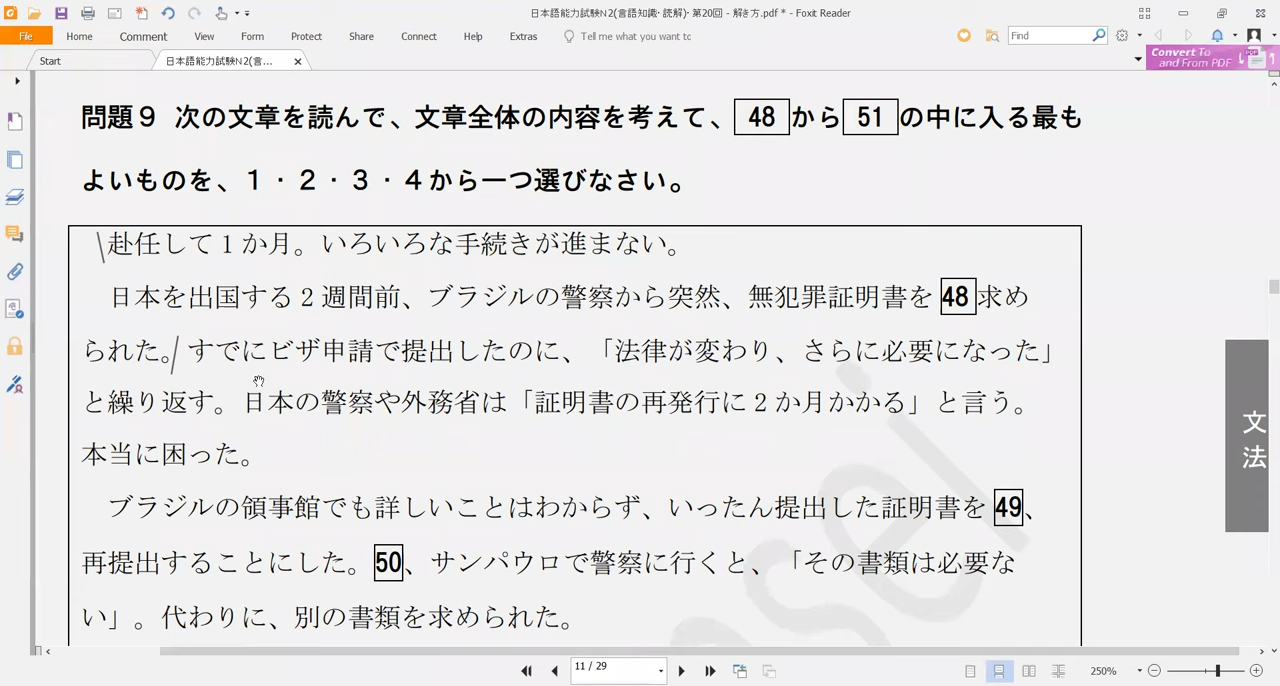 日本語能力試験N2(言語知識・読解)・第20回 - 解き方.pdf * - Foxit Reader
File Home Comment View Form Protect Share Connect Help Extras Tell me what you want to Find
Start 日本語能力試験N2(言... Convert To and From PDF
問題９ 次の文章を読んで、文章全体の内容を考えて、 48 から 51 の中に入る最も
よいものを、１・２・３・４から一つ選びなさい。
赴任して１か月。いろいろな手続きが進まない。
日本を出国する２週間前、ブラジルの警察から突然、無犯罪証明書を 48 求め
られた。すでにビザ申請で提出したのに、「法律が変わり、さらに必要になった」
と繰り返す。日本の警察や外務省は「証明書の再発行に２か月かかる」と言う。
本当に困った。
ブラジルの領事館でも詳しいことはわからず、いったん提出した証明書を 49 、
再提出することにした。 50 、サンパウロで警察に行くと、「その書類は必要な
い」。代わりに、別の書類を求められた。
文法
11 / 29 250%